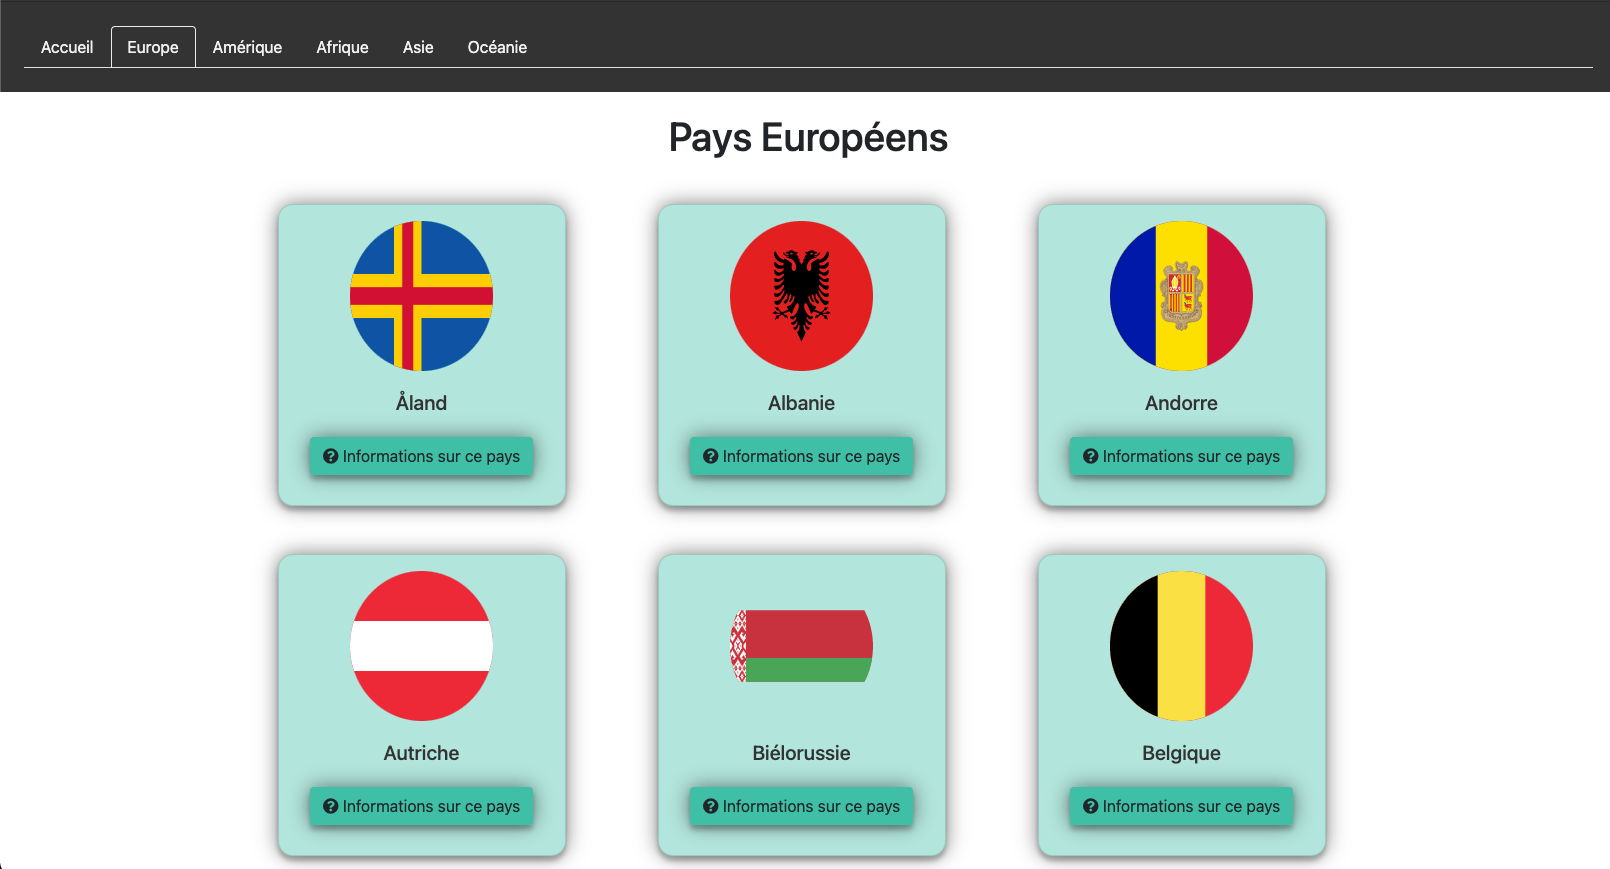 Accueil Europe Amérique Afrique Asie Océanie
Pays Européens
Åland Albanie Andorre
Informations sur ce pays Informations sur ce pays Informations sur ce pays
Autriche Biélorussie Belgique
Informations sur ce pays Informations sur ce pays Informations sur ce pays